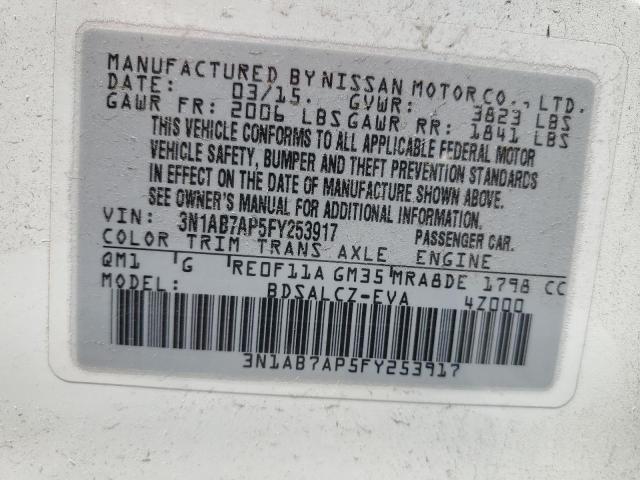 MANUFACTURED BY NISSAN MOTOR CO., LTD.
DATE: 03/15. GVWR: 3823 LBS
GAWR FR: 2006 LBS GAWR RR: 1841 LBS
THIS VEHICLE CONFORMS TO ALL APPLICABLE FEDERAL MOTOR
VEHICLE SAFETY, BUMPER AND THEFT PREVENTION STANDARDS
IN EFFECT ON THE DATE OF MANUFACTURE SHOWN ABOVE.
SEE OWNER'S MANUAL FOR ADDITIONAL INFORMATION.
VIN: 3N1AB7AP5FY253917 PASSENGER CAR.
COLOR TRIM TRANS AXLE ENGINE
QM1 G RE0F11A GM35 MRA8DE 1798 CC
MODEL: BDSALCZ-EVA 4Z000
3N1AB7AP5FY253917